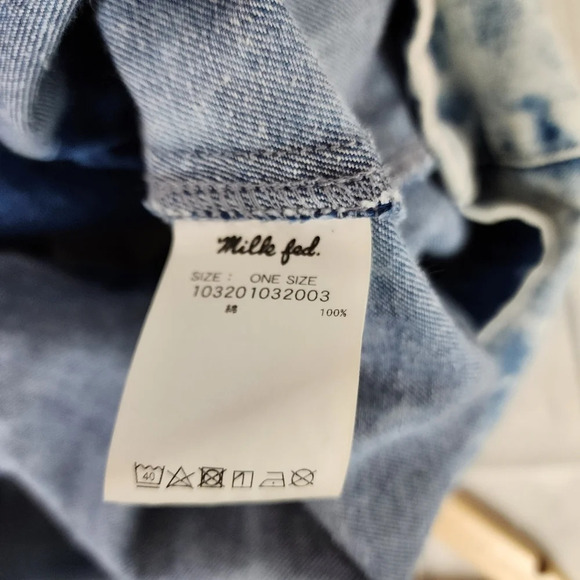 Milk fed.
SIZE : ONE SIZE
103201032003
綿 100%
40